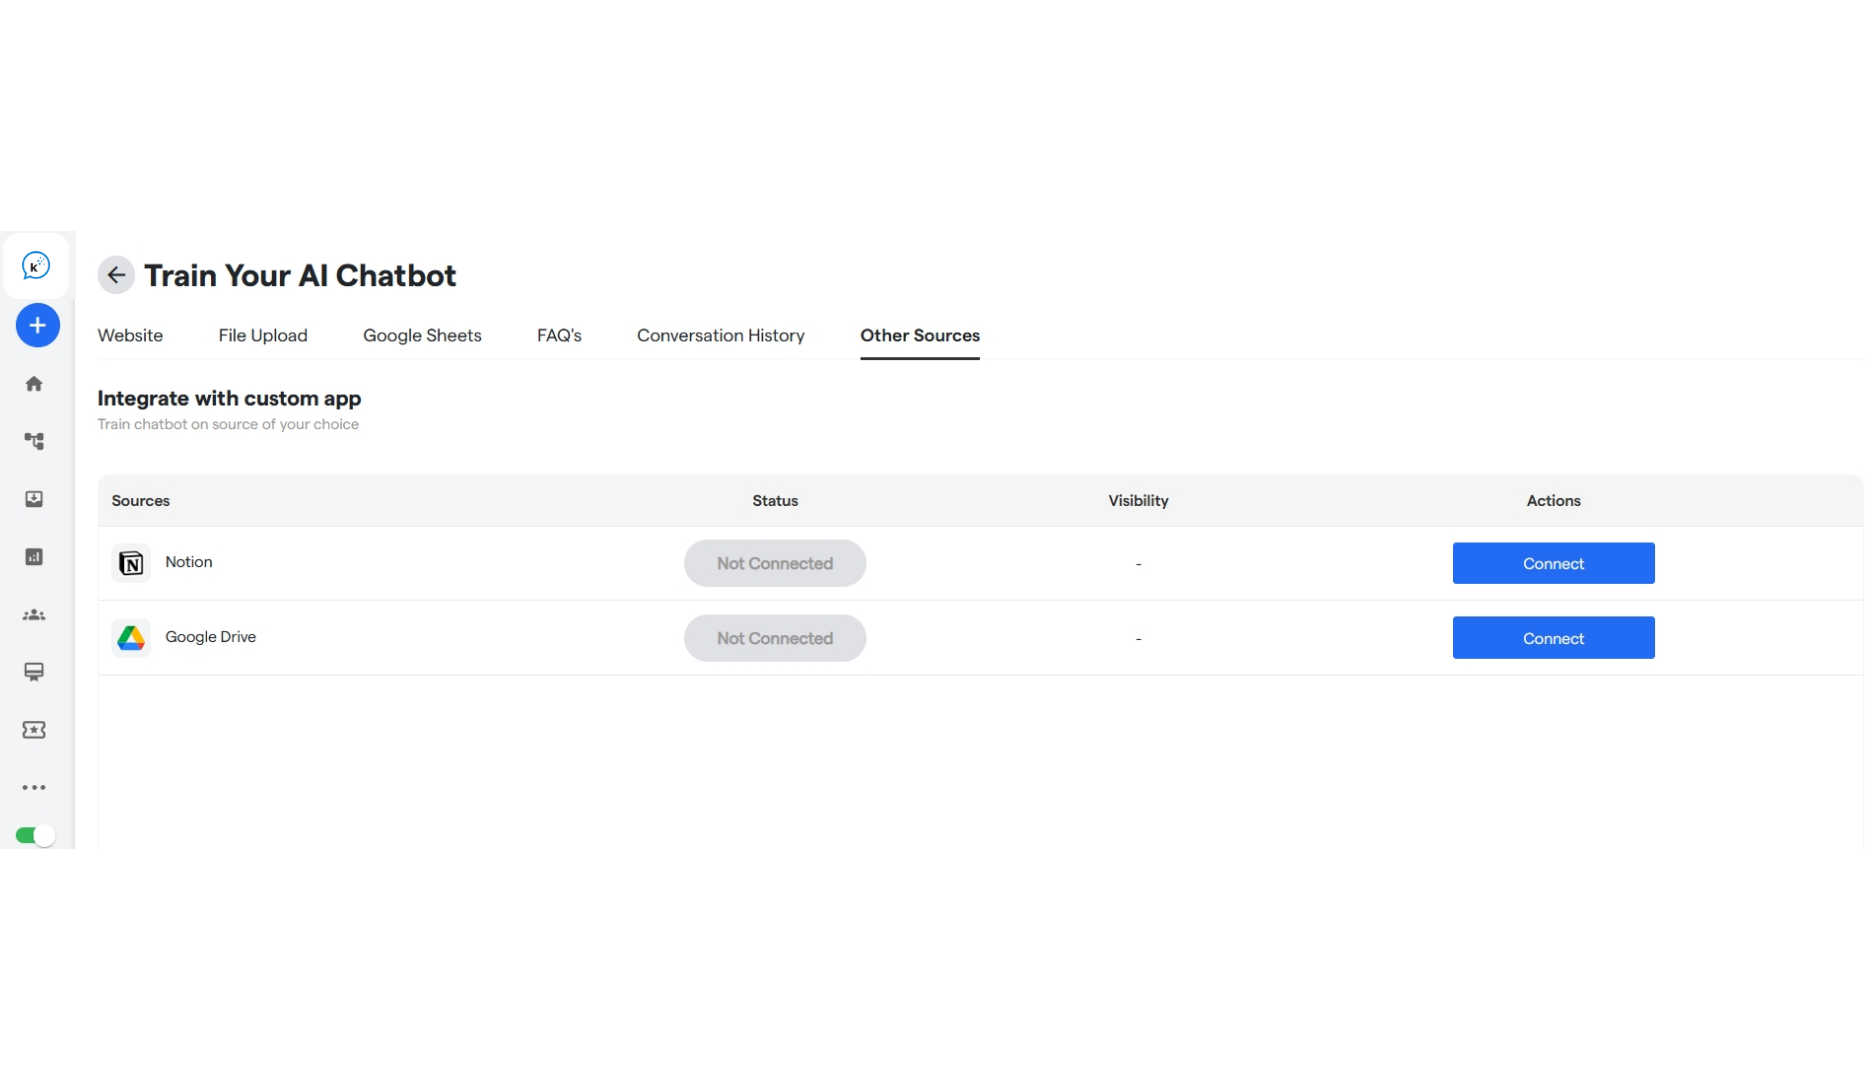 k
Train Your AI Chatbot
Website File Upload Google Sheets FAQ's Conversation History Other Sources
Integrate with custom app
Train chatbot on source of your choice
Sources Status Visibility Actions
N Notion Not Connected - Connect
Google Drive Not Connected - Connect